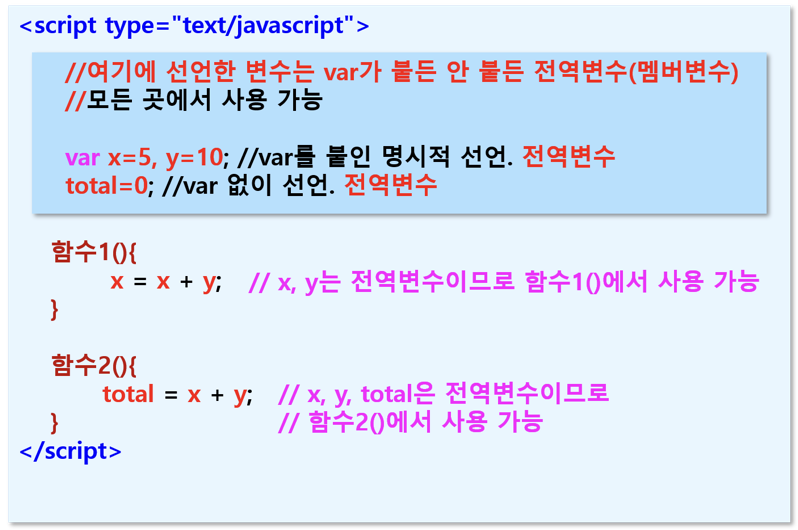 <script type="text/javascript">
//여기에 선언한 변수는 var가 붙든 안 붙든 전역변수(멤버변수)
//모든 곳에서 사용 가능
var x=5, y=10; //var를 붙인 명시적 선언. 전역변수
total=0; //var 없이 선언. 전역변수
함수1(){
x = x + y; // x, y는 전역변수이므로 함수1()에서 사용 가능
}
함수2(){
total = x + y; // x, y, total은 전역변수이므로
} // 함수2()에서 사용 가능
</script>